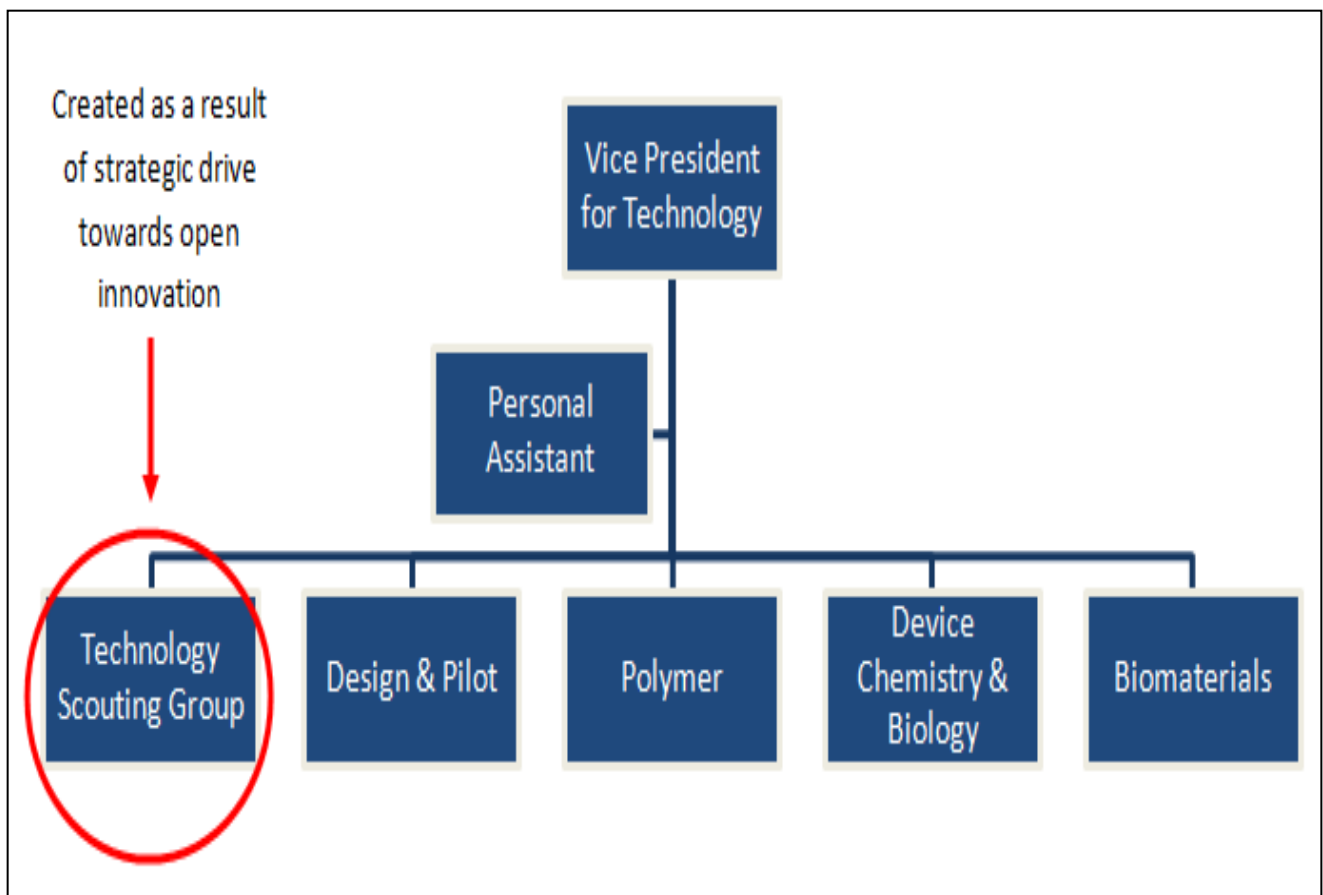 Created as a result
of strategic drive
towards open
innovation
Vice President
for Technology
Personal
Assistant
Technology
Scouting Group
Design & Pilot
Polymer
Device
Chemistry &
Biology
Biomaterials